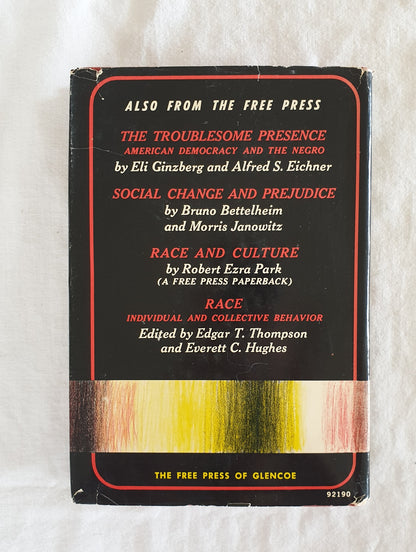 ALSO FROM THE FREE PRESS
THE TROUBLESOME PRESENCE
AMERICAN DEMOCRACY AND THE NEGRO
by Eli Ginzberg and Alfred S. Eichner
SOCIAL CHANGE AND PREJUDICE
by Bruno Bettelheim
and Morris Janowitz
RACE AND CULTURE
by Robert Ezra Park
(A FREE PRESS PAPERBACK)
RACE
INDIVIDUAL AND COLLECTIVE BEHAVIOR
Edited by Edgar T. Thompson
and Everett C. Hughes
THE FREE PRESS OF GLENCOE
92190